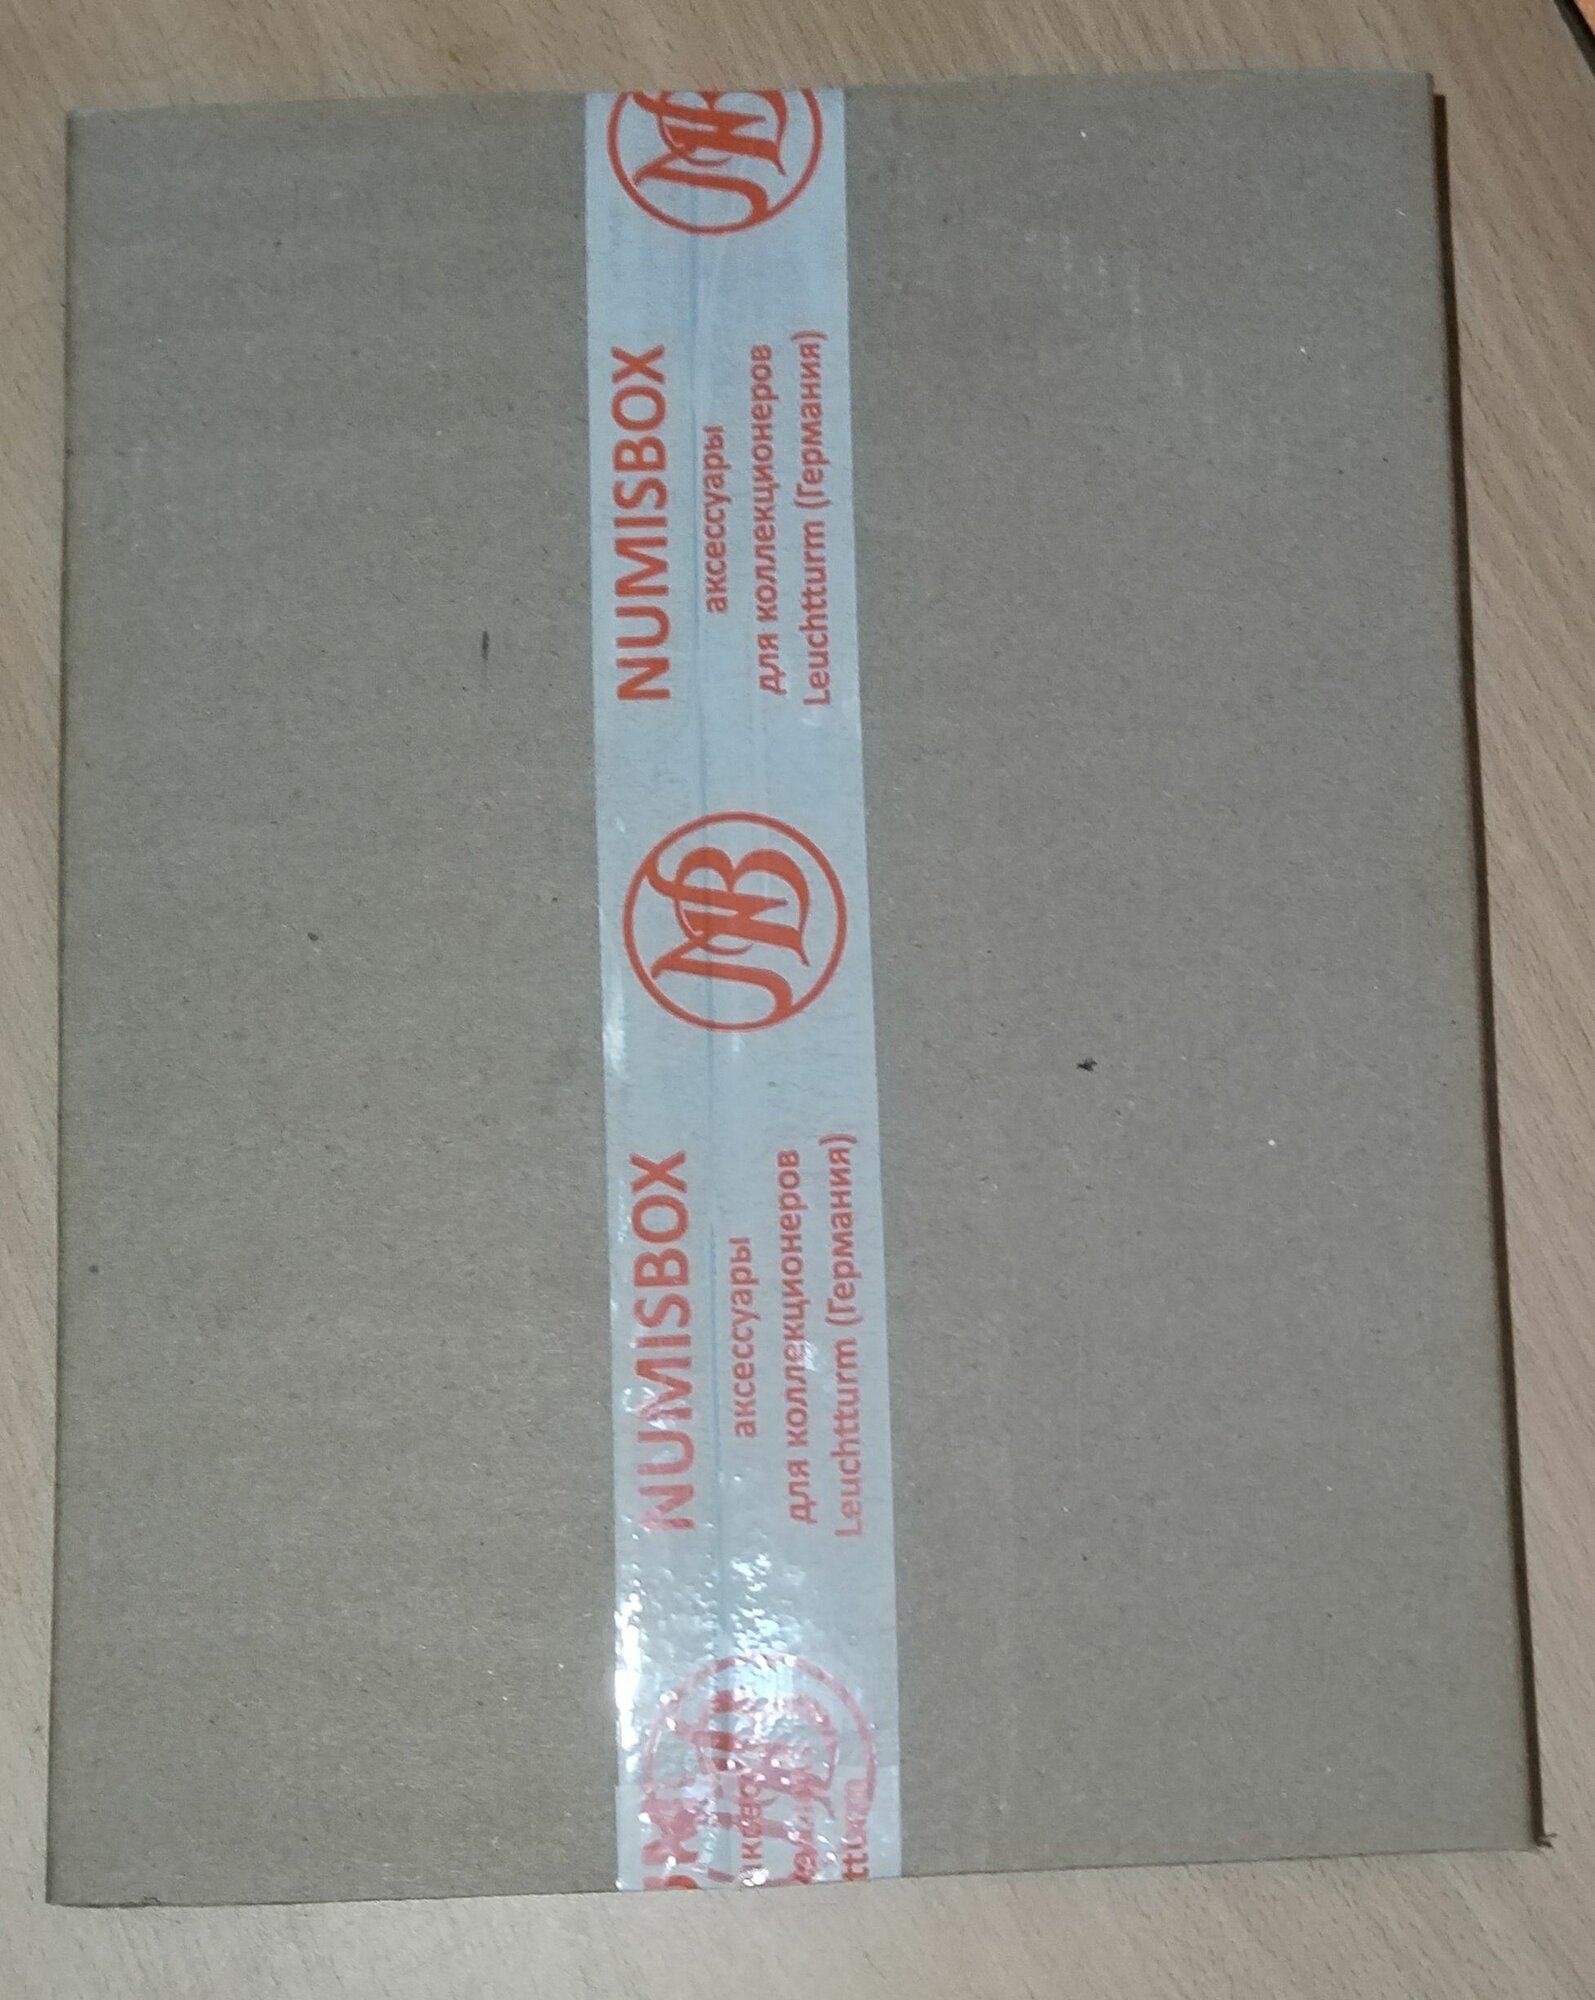 NUMISBOX
аксессуары
для коллекционеров
Leuchtturm (Германия)
NUMISBOX
аксессуары
для коллекционеров
Leuchtturm (Германия)